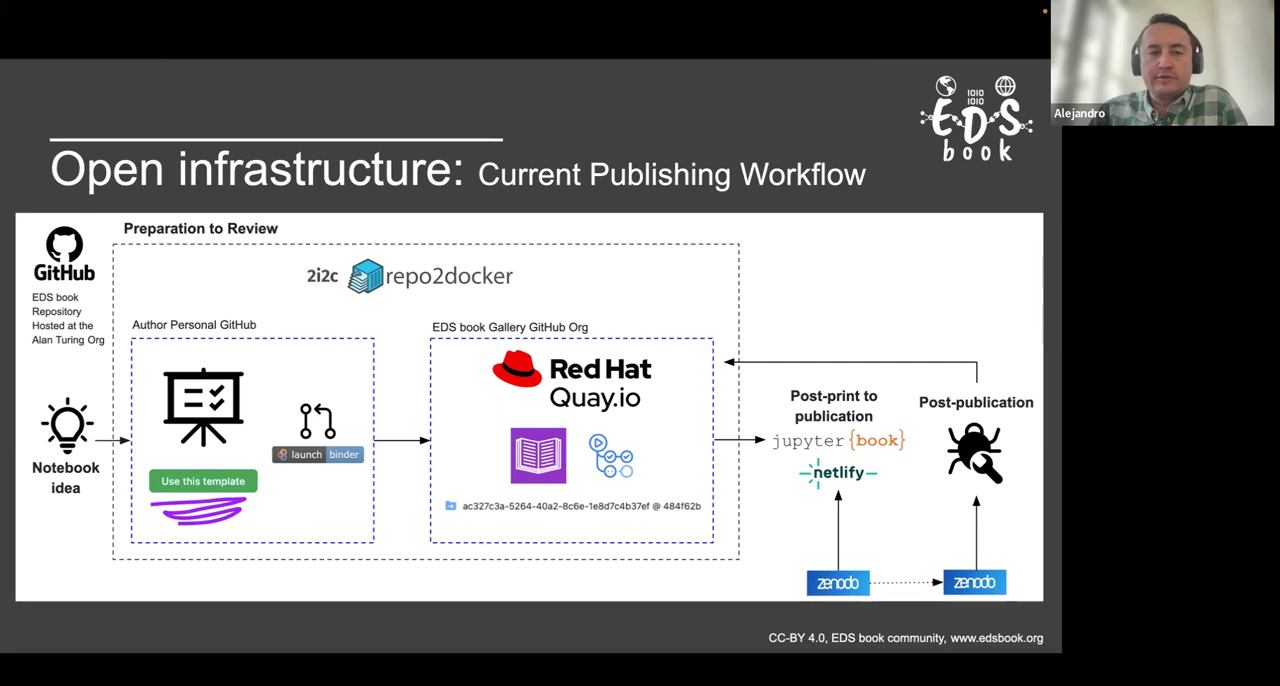 Alejandro
1010
1010
EDS
book
Open infrastructure: Current Publishing Workflow
Preparation to Review
GitHub
EDS book
Repository
Hosted at the
Alan Turing Org
2i2c repo2docker
Author Personal GitHub
EDS book Gallery GitHub Org
Red Hat
Quay.io
Notebook
idea
launch binder
Use this template
ac327c3a-5264-40a2-8c6e-1e8d7c4b37ef @ 484f62b
Post-print to
publication
jupyter {book}
netlify
Post-publication
zenodo
zenodo
CC-BY 4.0, EDS book community, www.edsbook.org